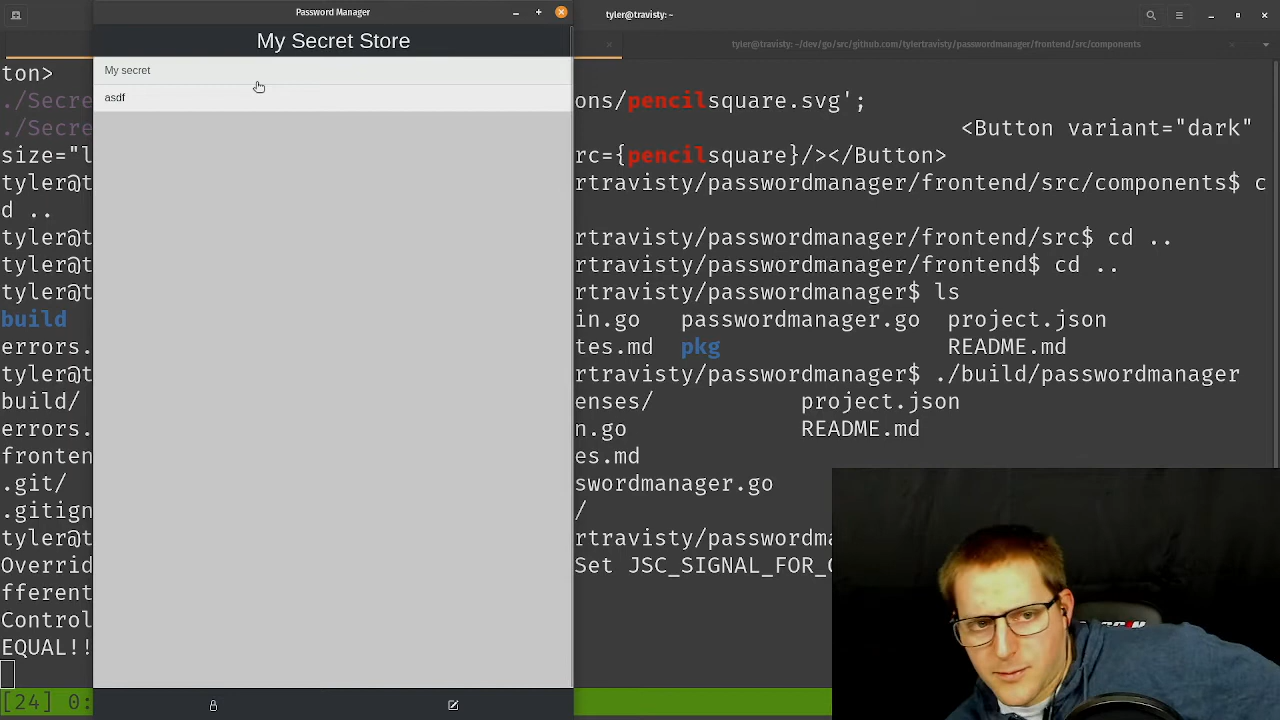 Password Manager
tyler@travisty: ~
My Secret Store
tyler@travisty: ~/dev/go/src/github.com/tylertravisty/passwordmanager/frontend/src/components
My secret
asdf
ton>
./Secre ons/pencilsquare.svg';
./Secre <Button variant="dark"
size="l rc={pencilsquare}/></Button>
tyler@t rtravisty/passwordmanager/frontend/src/components$ c
d ..
tyler@t rtravisty/passwordmanager/frontend/src$ cd ..
tyler@t rtravisty/passwordmanager/frontend$ cd ..
tyler@t rtravisty/passwordmanager$ ls
build in.go passwordmanager.go project.json
errors. tes.md pkg README.md
tyler@t rtravisty/passwordmanager$ ./build/passwordmanager
build/ enses/ project.json
errors. n.go README.md
fronten es.md
.git/ sswordmanager.go
.gitign /
tyler@t rtravisty/passwordma
Overrid Set JSC_SIGNAL_FOR_
fferent
Control
EQUAL!!
[24] 0: